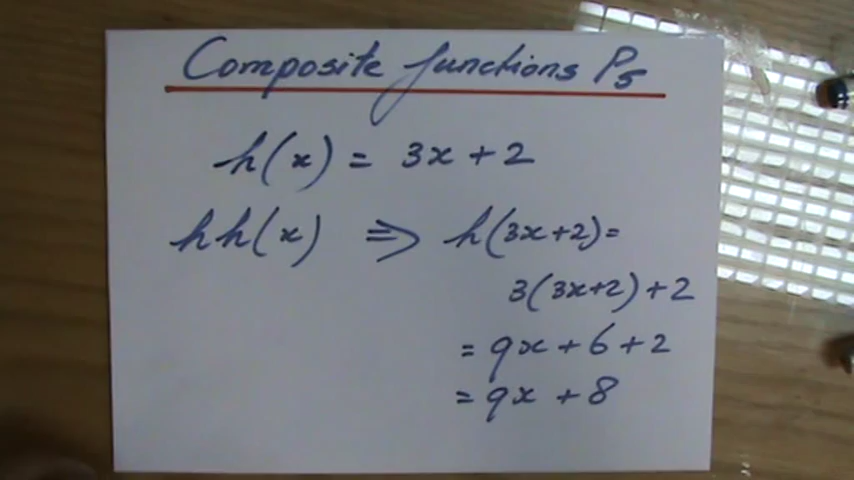 Composite functions P5
h(x) = 3x + 2
hh(x) ⇒ h(3x+2) =
3(3x+2) + 2
= 9x + 6 + 2
= 9x + 8